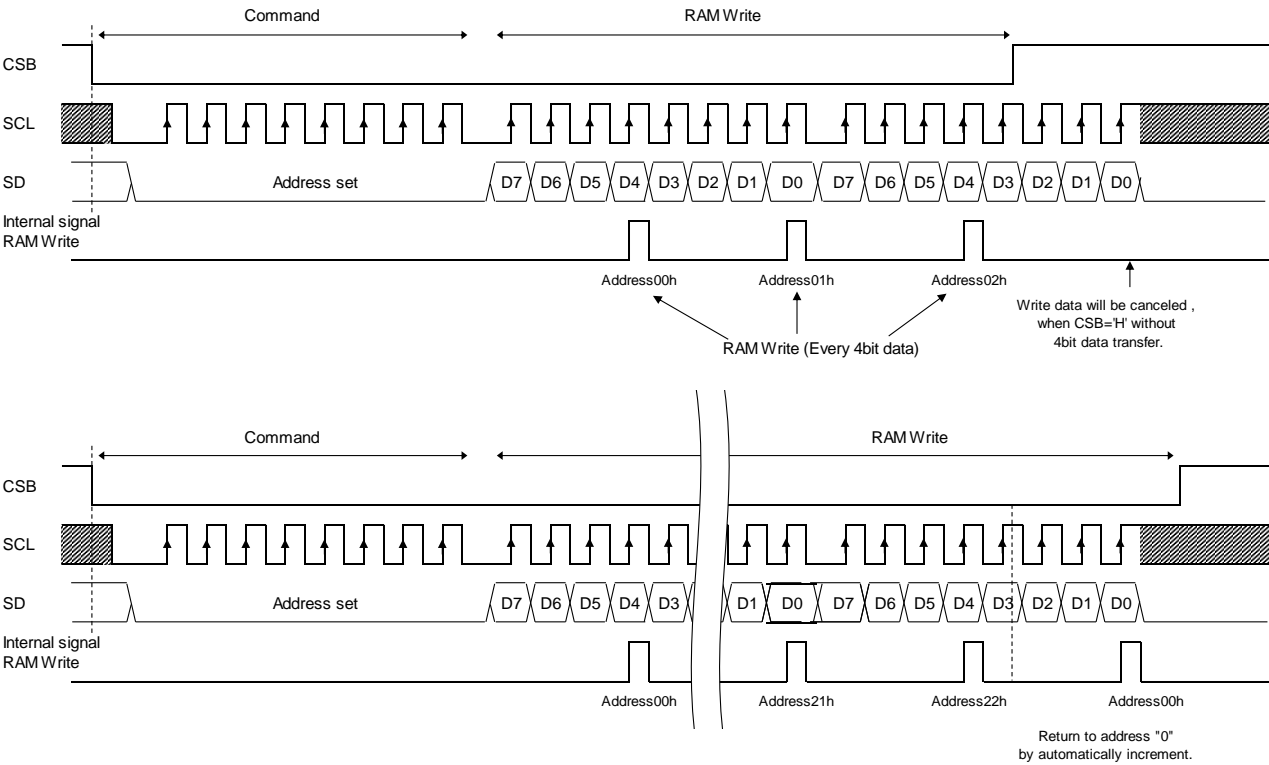 Command RAM Write
CSB
SCL
SD Address set D7 D6 D5 D4 D3 D2 D1 D0 D7 D6 D5 D4 D3 D2 D1 D0
Internal signal
RAM Write
Address00h Address01h Address02h
Write data will be canceled ,
when CSB='H' without
4bit data transfer.
RAM Write (Every 4bit data)
Command RAM Write
CSB
SCL
SD Address set D7 D6 D5 D4 D3 D1 D0 D7 D6 D5 D4 D3 D2 D1 D0
Internal signal
RAM Write
Address00h Address21h Address22h Address00h
Return to address "0"
by automatically increment.